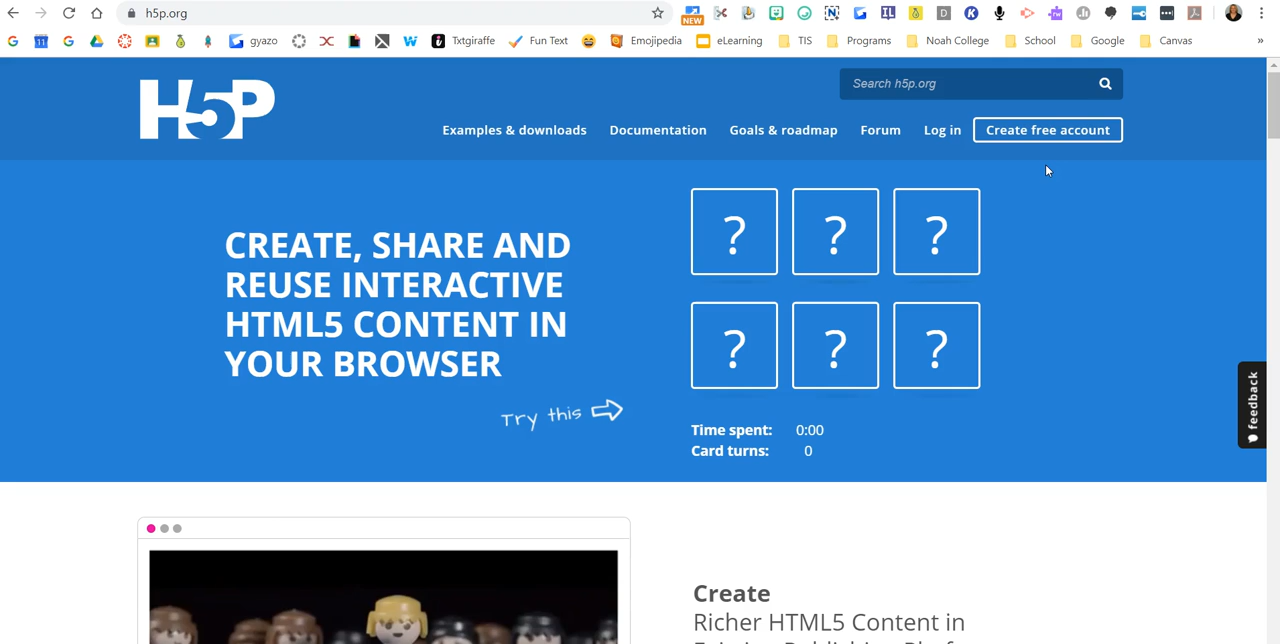 h5p.org
NEW
31
gyazo
Txtgiraffe
Fun Text
Emojipedia
eLearning
TIS
Programs
Noah College
School
Google
Canvas
»
H5P
Search h5p.org
Examples & downloads
Documentation
Goals & roadmap
Forum
Log in
Create free account
CREATE, SHARE AND
REUSE INTERACTIVE
HTML5 CONTENT IN
YOUR BROWSER
Try this
? ? ?
? ? ?
Time spent: 0:00
Card turns: 0
feedback
Create
Richer HTML5 Content in